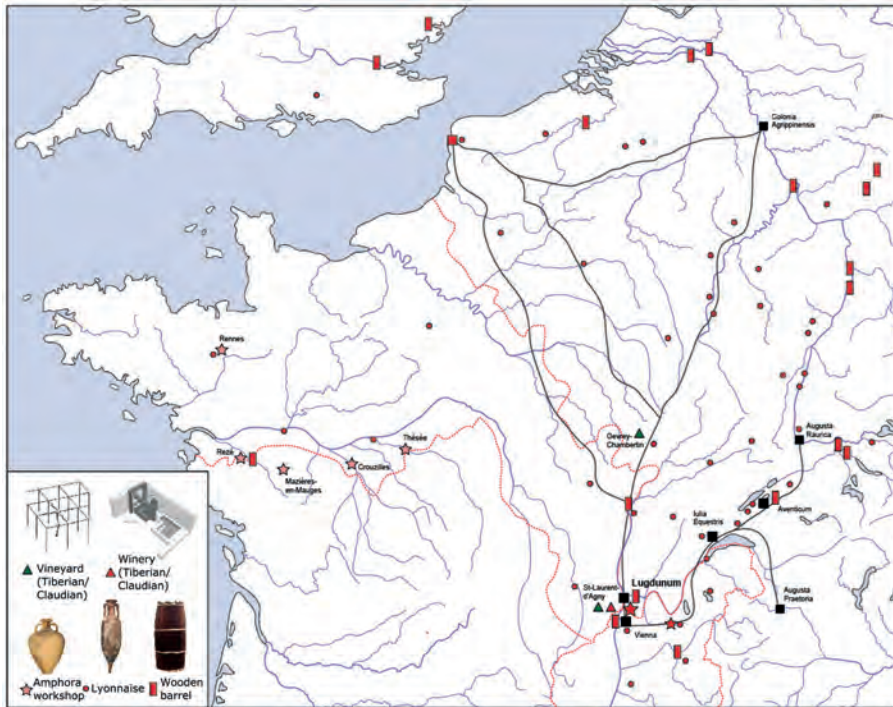 Colonia
Agrippinensis
Rennes
Gevrey-
Chambertin
Augusta
Raurica
Rezé
Mazières-
en-Mauges
Crouzilles
Thésée
Iulia
Equestris
Aventicum
St-Laurent-
d'Agny
Lugdunum
Augusta
Praetoria
Vienna
Vineyard
(Tiberian/
Claudian)
Winery
(Tiberian/
Claudian)
Amphora
workshop
Lyonnaise
Wooden
barrel